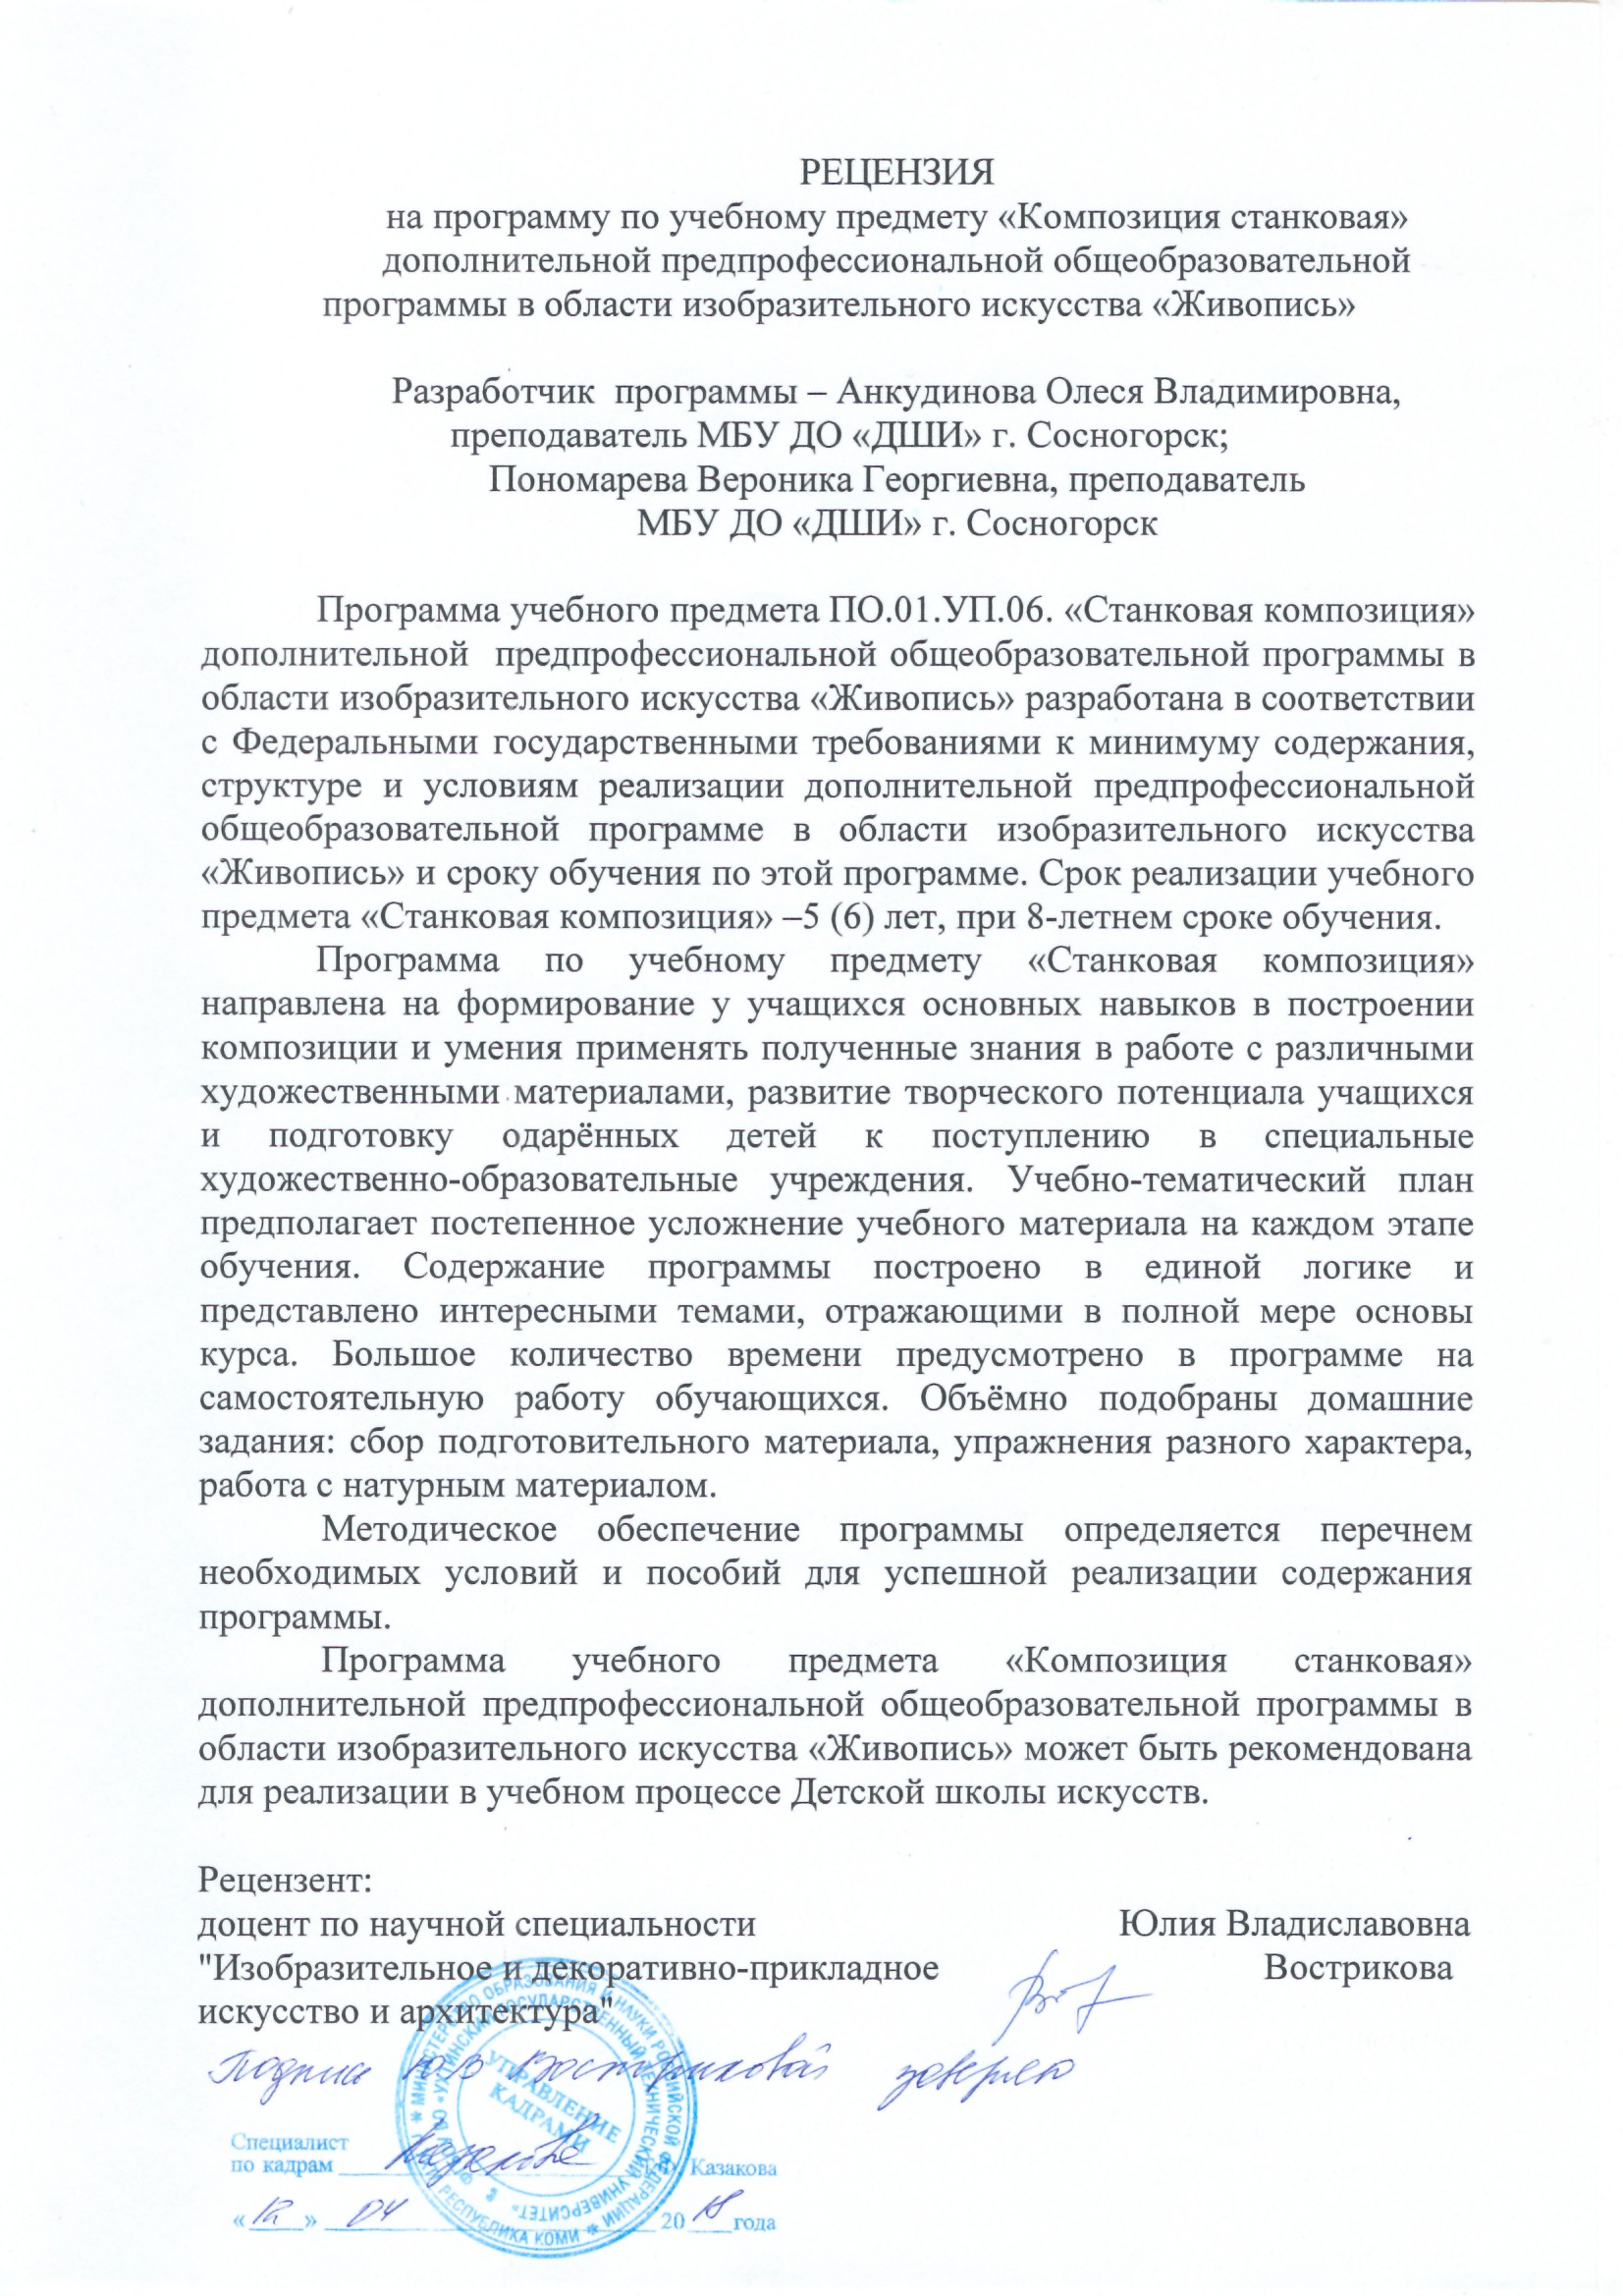 РЕЦЕНЗИЯ
на программу по учебному предмету «Композиция станковая»
дополнительной предпрофессиональной общеобразовательной
программы в области изобразительного искусства «Живопись»
Разработчик программы – Анкудинова Олеся Владимировна,
преподаватель МБУ ДО «ДШИ» г. Сосногорск;
Пономарева Вероника Георгиевна, преподаватель
МБУ ДО «ДШИ» г. Сосногорск
Программа учебного предмета ПО.01.УП.06. «Станковая композиция»
дополнительной предпрофессиональной общеобразовательной программы в
области изобразительного искусства «Живопись» разработана в соответствии
с Федеральными государственными требованиями к минимуму содержания,
структуре и условиям реализации дополнительной предпрофессиональной
общеобразовательной программе в области изобразительного искусства
«Живопись» и сроку обучения по этой программе. Срок реализации учебного
предмета «Станковая композиция» –5 (6) лет, при 8-летнем сроке обучения.
Программа по учебному предмету «Станковая композиция»
направлена на формирование у учащихся основных навыков в построении
композиции и умения применять полученные знания в работе с различными
художественными материалами, развитие творческого потенциала учащихся
и подготовку одарённых детей к поступлению в специальные
художественно-образовательные учреждения. Учебно-тематический план
предполагает постепенное усложнение учебного материала на каждом этапе
обучения. Содержание программы построено в единой логике и
представлено интересными темами, отражающими в полной мере основы
курса. Большое количество времени предусмотрено в программе на
самостоятельную работу обучающихся. Объёмно подобраны домашние
задания: сбор подготовительного материала, упражнения разного характера,
работа с натурным материалом.
Методическое обеспечение программы определяется перечнем
необходимых условий и пособий для успешной реализации содержания
программы.
Программа учебного предмета «Композиция станковая»
дополнительной предпрофессиональной общеобразовательной программы в
области изобразительного искусства «Живопись» может быть рекомендована
для реализации в учебном процессе Детской школы искусств.
Рецензент:
доцент по научной специальности Юлия Владиславовна
"Изобразительное и декоративно-прикладное Вострикова
искусство и архитектура"
Подпись Ю.В Востриковой заверяю
МИНИСТЕРСТВО ОБРАЗОВАНИЯ И НАУКИ РОССИЙСКОЙ ФЕДЕРАЦИИ
РЕСПУБЛИКА КОМИ
«УХТИНСКИЙ ГОСУДАРСТВЕННЫЙ ТЕХНИЧЕСКИЙ УНИВЕРСИТЕТ»
УПРАВЛЕНИЕ
КАДРАМИ
Специалист
по кадрам Казакова
«12» 04 2018 года